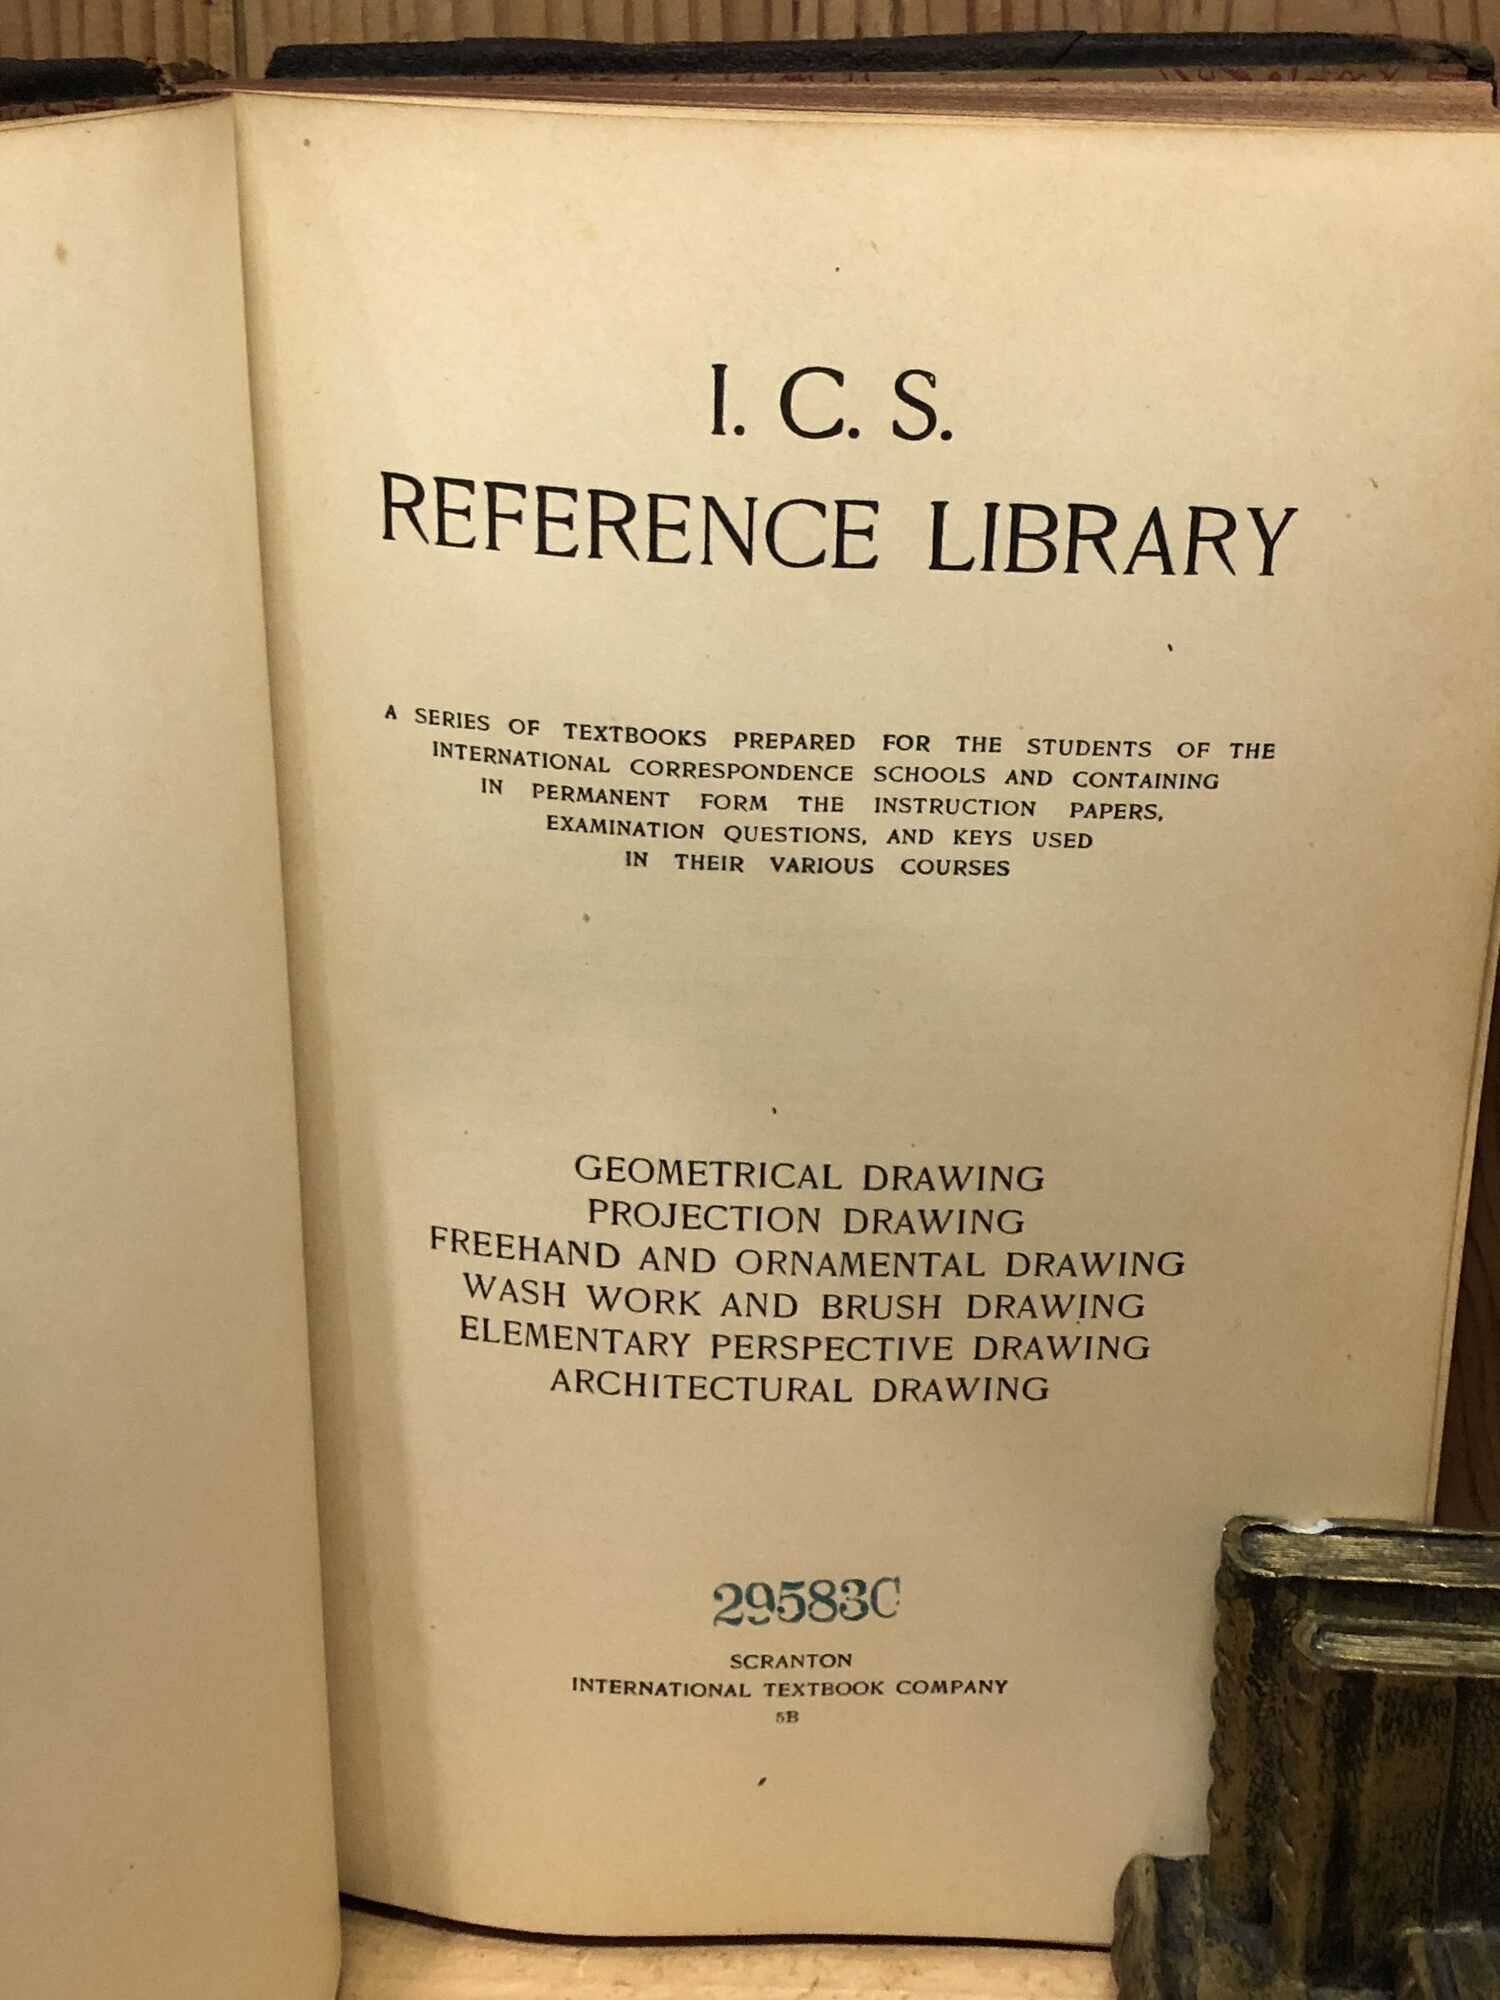 I. C. S.
REFERENCE LIBRARY
A SERIES OF TEXTBOOKS PREPARED FOR THE STUDENTS OF THE
INTERNATIONAL CORRESPONDENCE SCHOOLS AND CONTAINING
IN PERMANENT FORM THE INSTRUCTION PAPERS,
EXAMINATION QUESTIONS, AND KEYS USED
IN THEIR VARIOUS COURSES
GEOMETRICAL DRAWING
PROJECTION DRAWING
FREEHAND AND ORNAMENTAL DRAWING
WASH WORK AND BRUSH DRAWING
ELEMENTARY PERSPECTIVE DRAWING
ARCHITECTURAL DRAWING
29583C
SCRANTON
INTERNATIONAL TEXTBOOK COMPANY
5B